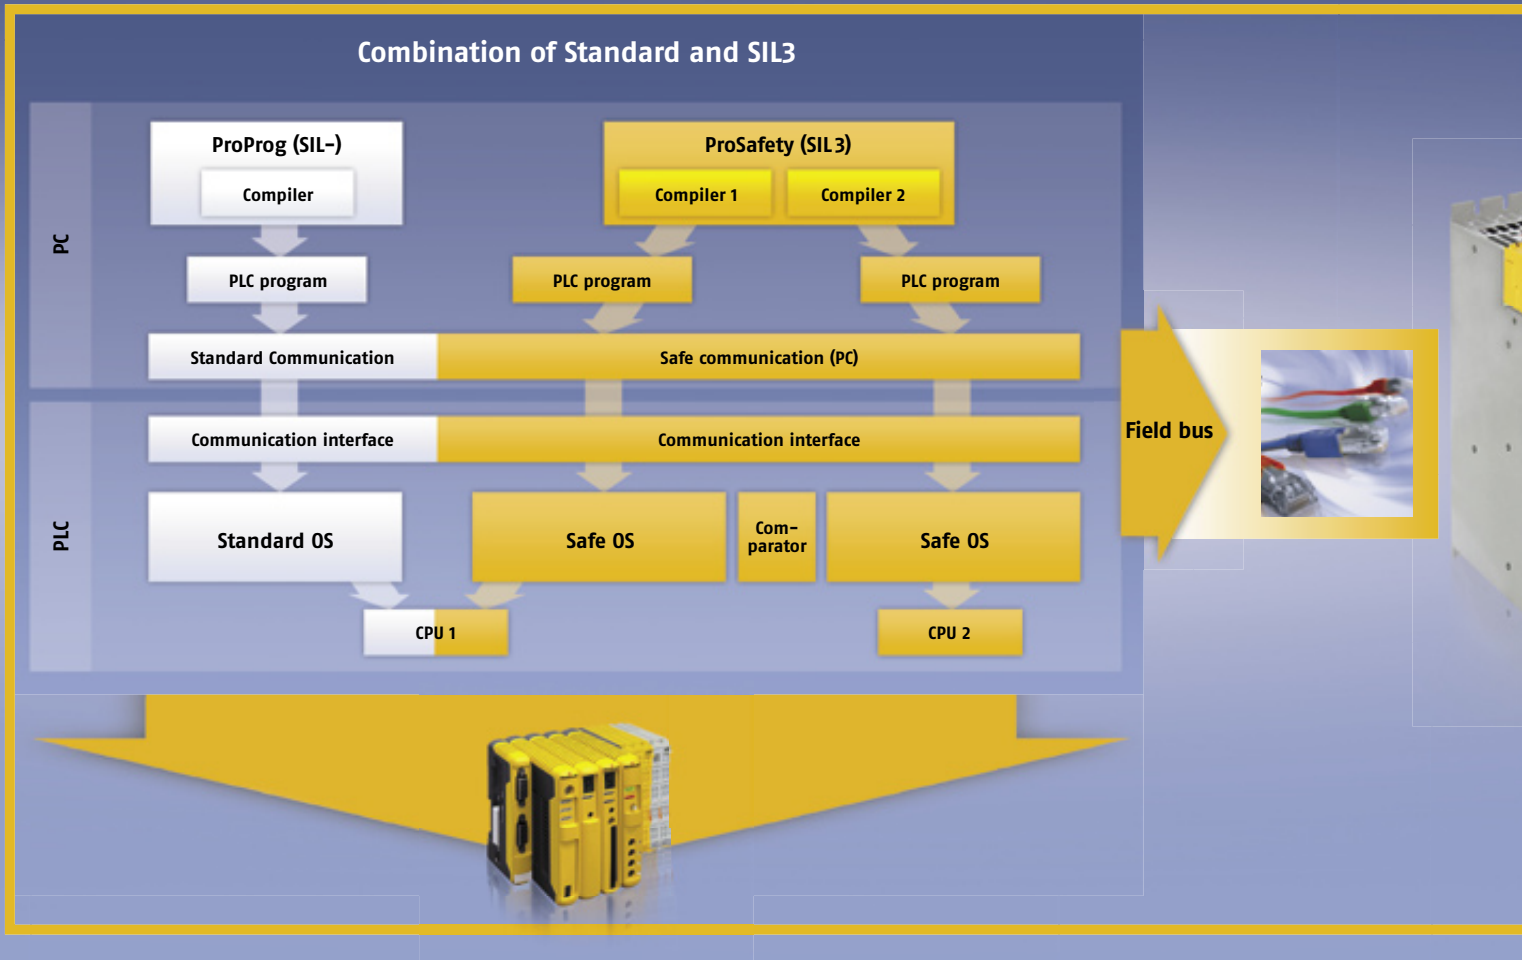 Combination of Standard and SIL3
PC
ProProg (SIL-)
Compiler
ProSafety (SIL3)
Compiler 1
Compiler 2
PLC program
PLC program
PLC program
Standard Communication
Safe communication (PC)
PLC
Communication interface
Communication interface
Standard OS
Safe OS
Com-
parator
Safe OS
CPU 1
CPU 2
Field bus